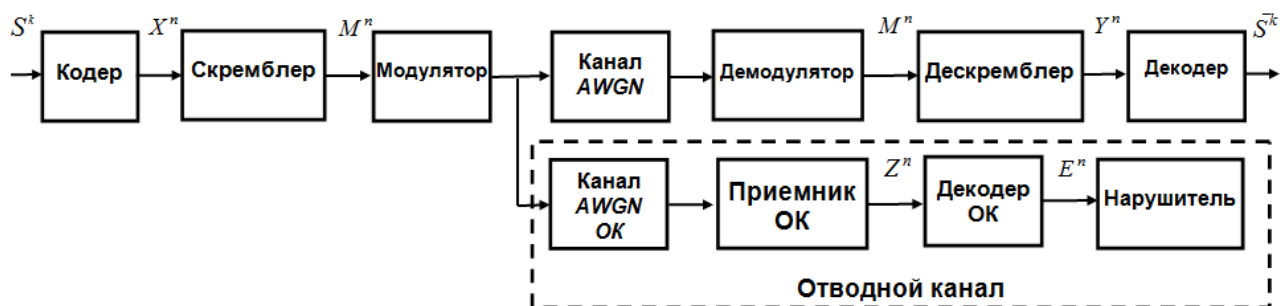 S^k X^n M^n M^n Y^n S̄^k
Кодер Скремблер Модулятор Канал AWGN Демодулятор Дескремблер Декодер
Канал AWGN ОК Приемник ОК Z^n Декодер ОК E^n Нарушитель
Отводной канал